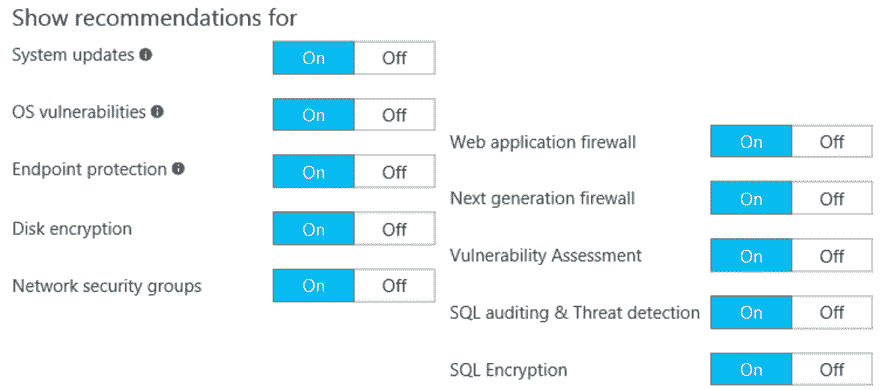 Show recommendations for
System updates On Off
OS vulnerabilities On Off
Endpoint protection On Off
Disk encryption On Off
Network security groups On Off
Web application firewall On Off
Next generation firewall On Off
Vulnerability Assessment On Off
SQL auditing & Threat detection On Off
SQL Encryption On Off